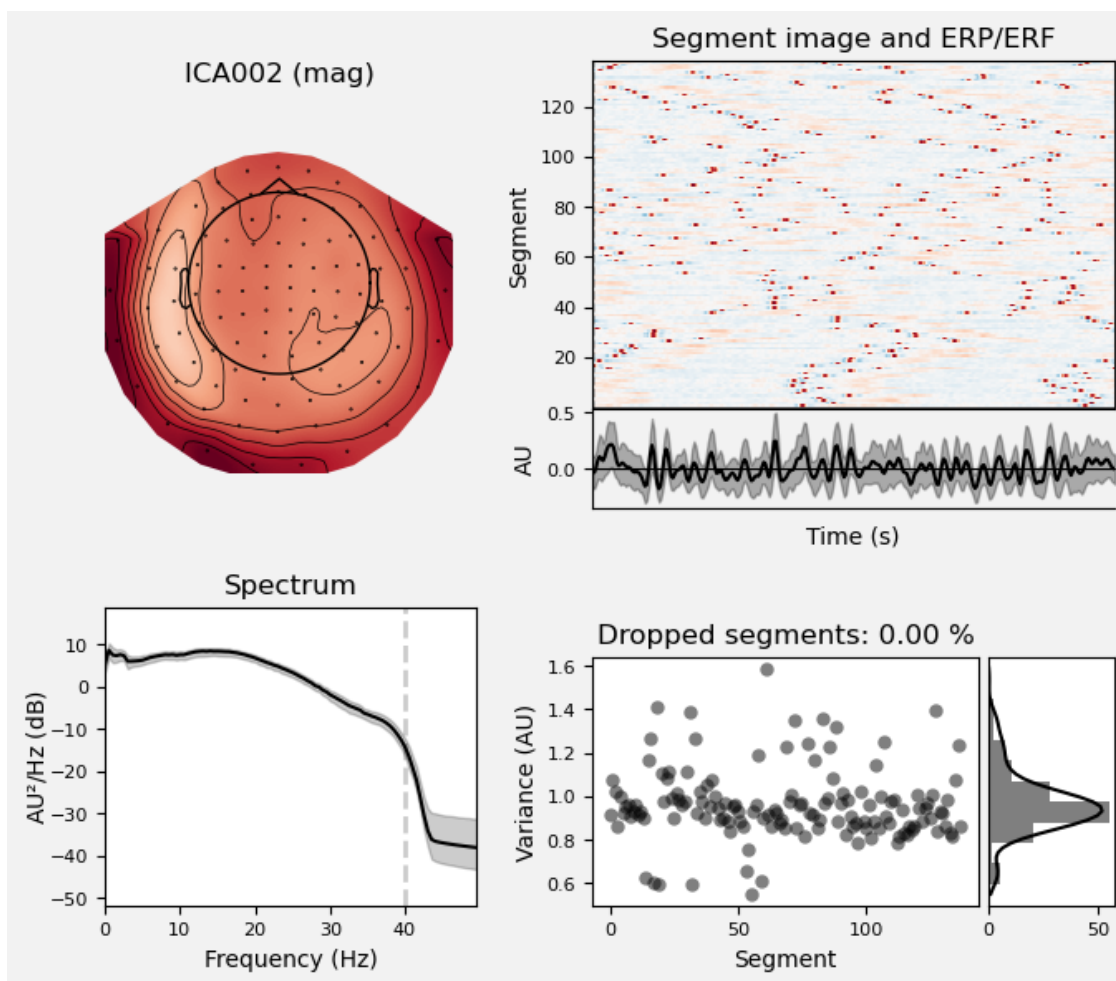 ICA002 (mag)
Segment image and ERP/ERF
Segment
120
100
80
60
40
20
AU
0.5
0.0
Time (s)
Spectrum
AU²/Hz (dB)
10
0
−10
−20
−30
−40
−50
0
10
20
30
40
Frequency (Hz)
Dropped segments: 0.00 %
Variance (AU)
1.6
1.4
1.2
1.0
0.8
0.6
0
50
100
0
50
Segment